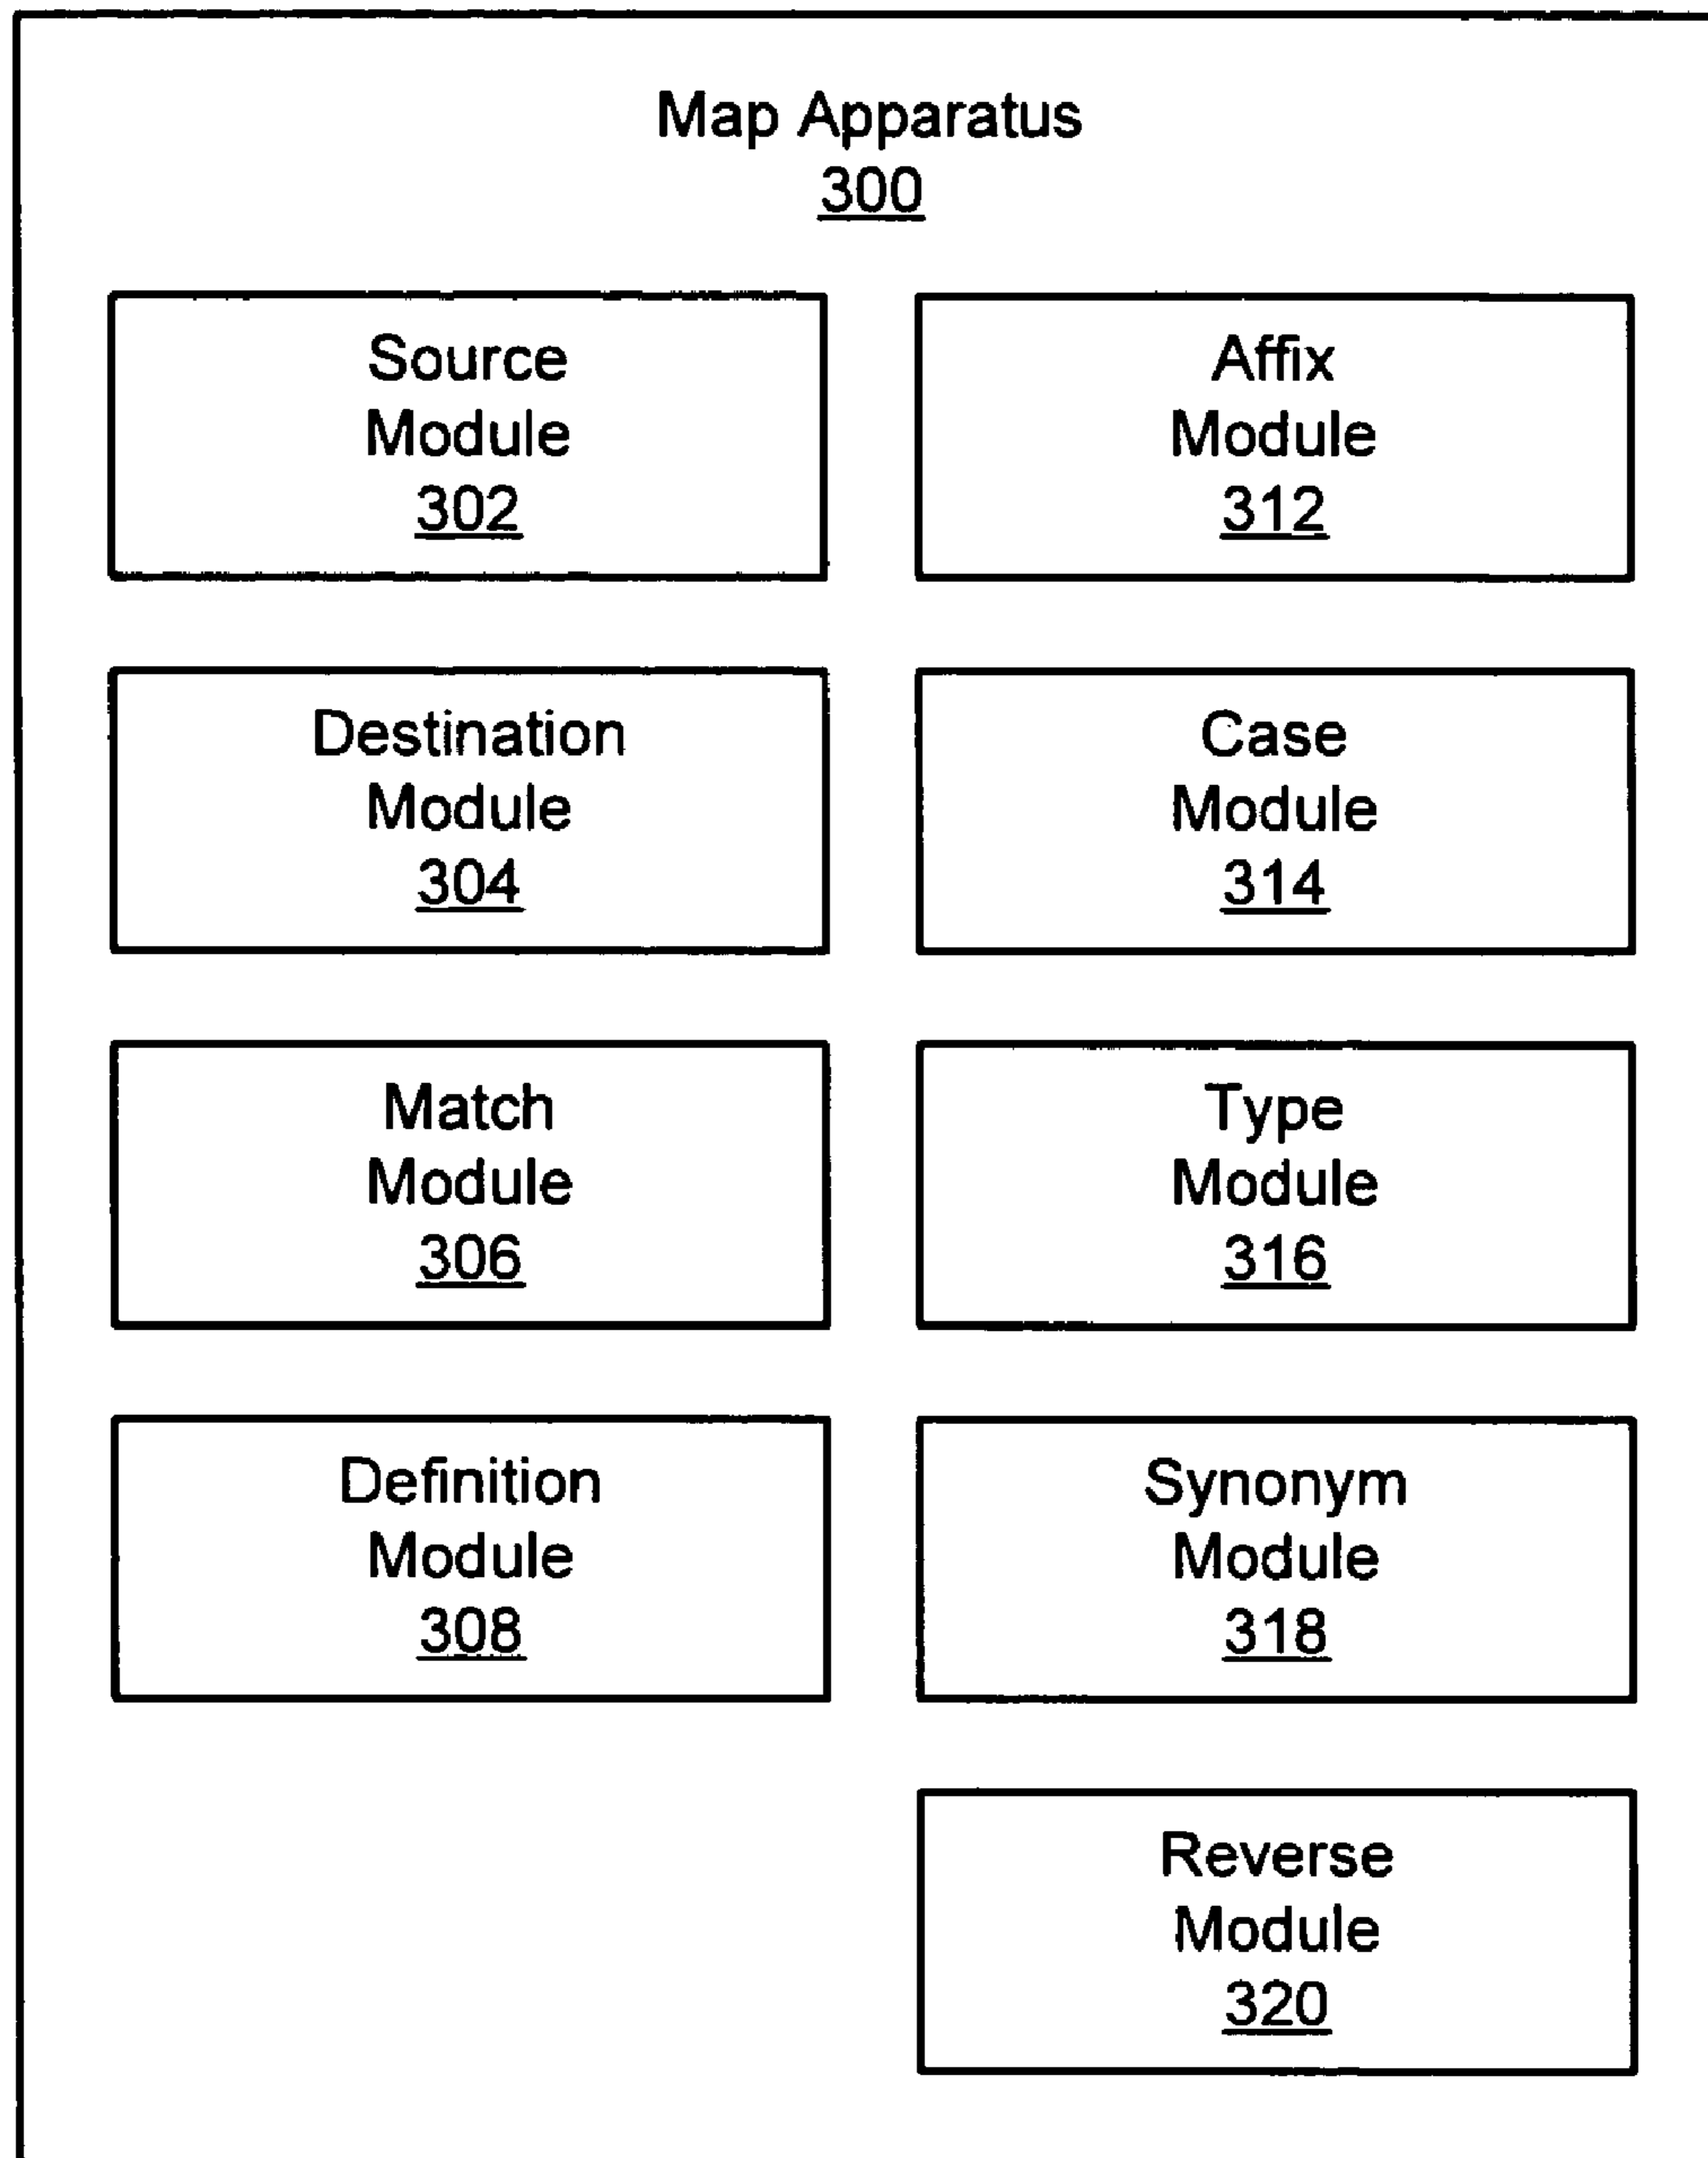 Map Apparatus
300
Source
Module
302
Affix
Module
312
Destination
Module
304
Case
Module
314
Match
Module
306
Type
Module
316
Definition
Module
308
Synonym
Module
318
Reverse
Module
320